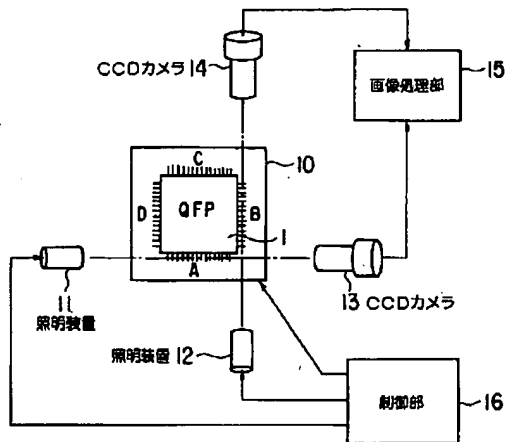 CCDカメラ 14
画像処理部
15
C
10
D
QFP
B
1
A
11
照明装置
13 CCDカメラ
照明装置 12
制御部
16